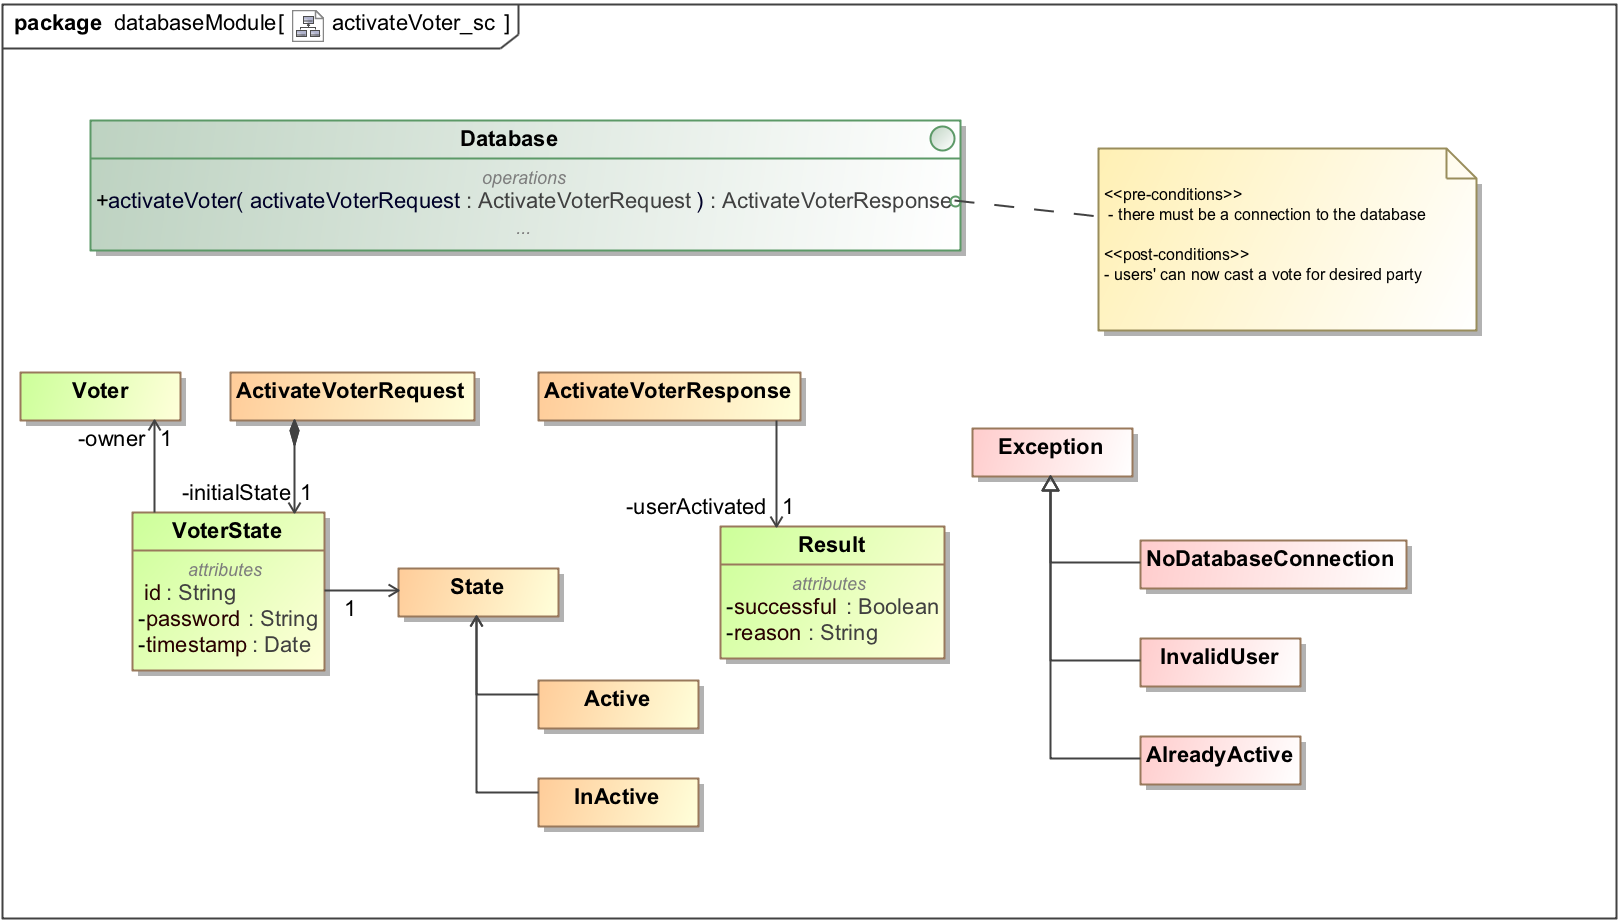 package databaseModule[ activateVoter_sc ]
Database
operations
+activateVoter( activateVoterRequest : ActivateVoterRequest ) : ActivateVoterResponse
...
<<pre-conditions>>
- there must be a connection to the database
<<post-conditions>>
- users' can now cast a vote for desired party
Voter
ActivateVoterRequest
ActivateVoterResponse
-owner 1
Exception
-initialState 1
-userActivated 1
VoterState
attributes
id : String
-password : String
-timestamp : Date
1
State
Result
attributes
-successful : Boolean
-reason : String
NoDatabaseConnection
InvalidUser
AlreadyActive
Active
InActive